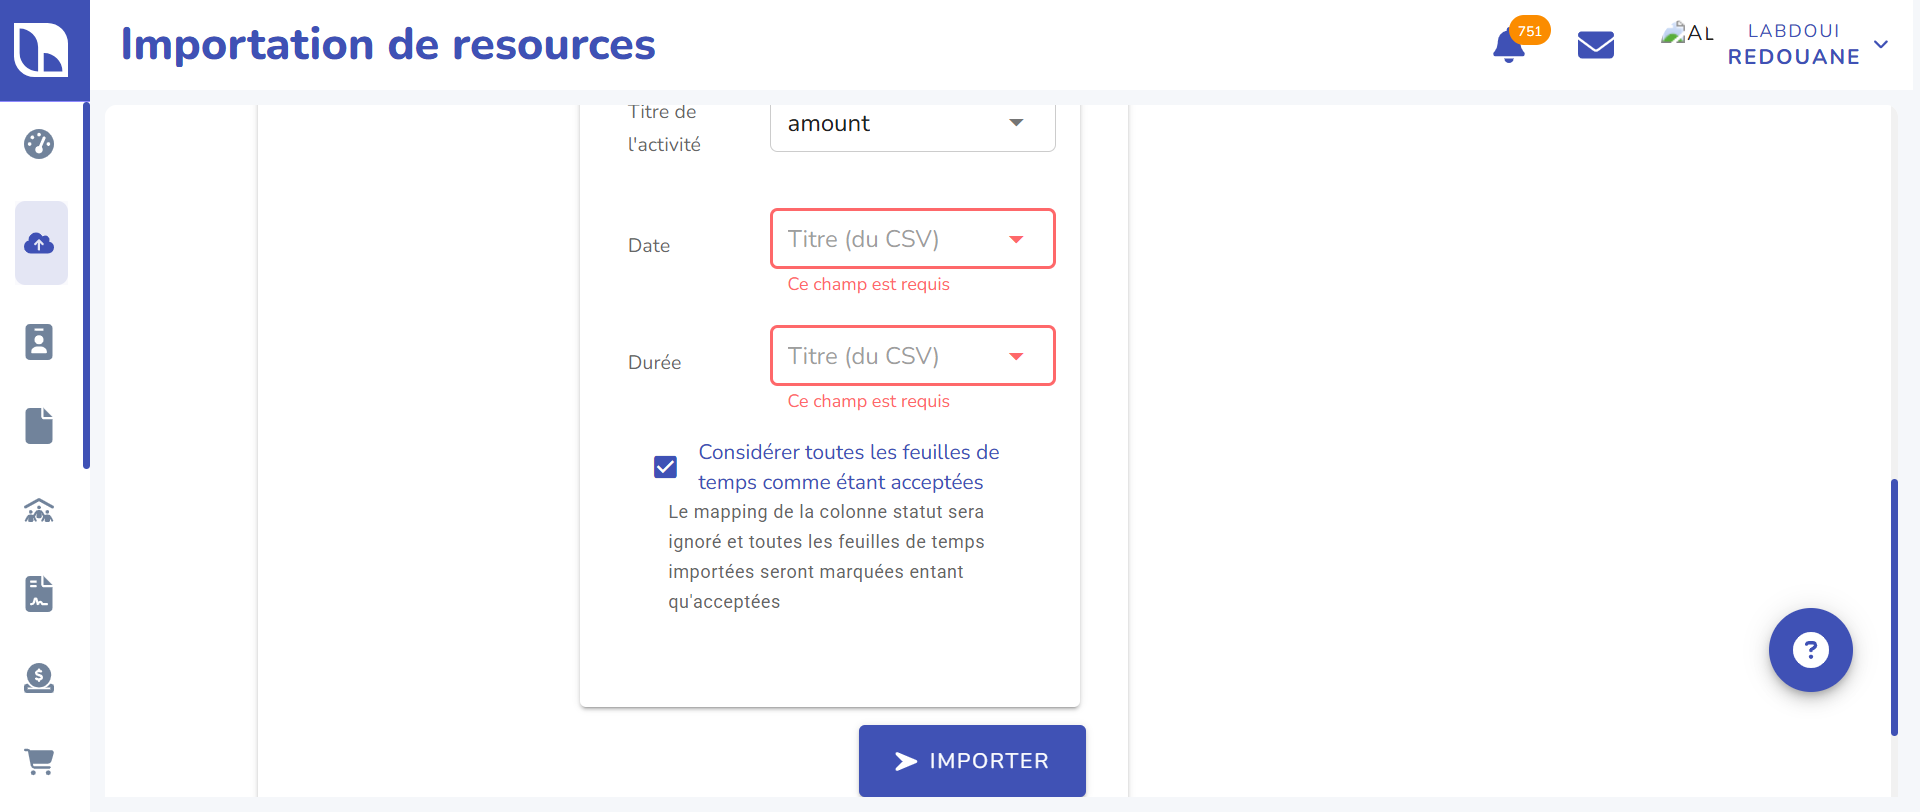 Importation de resources
751
AL
LABDOUI
REDOUANE
Titre de
l'activité
amount
Date
Titre (du CSV)
Ce champ est requis
Durée
Titre (du CSV)
Ce champ est requis
Considérer toutes les feuilles de
temps comme étant acceptées
Le mapping de la colonne statut sera
ignoré et toutes les feuilles de temps
importées seront marquées entant
qu'acceptées
IMPORTER
?